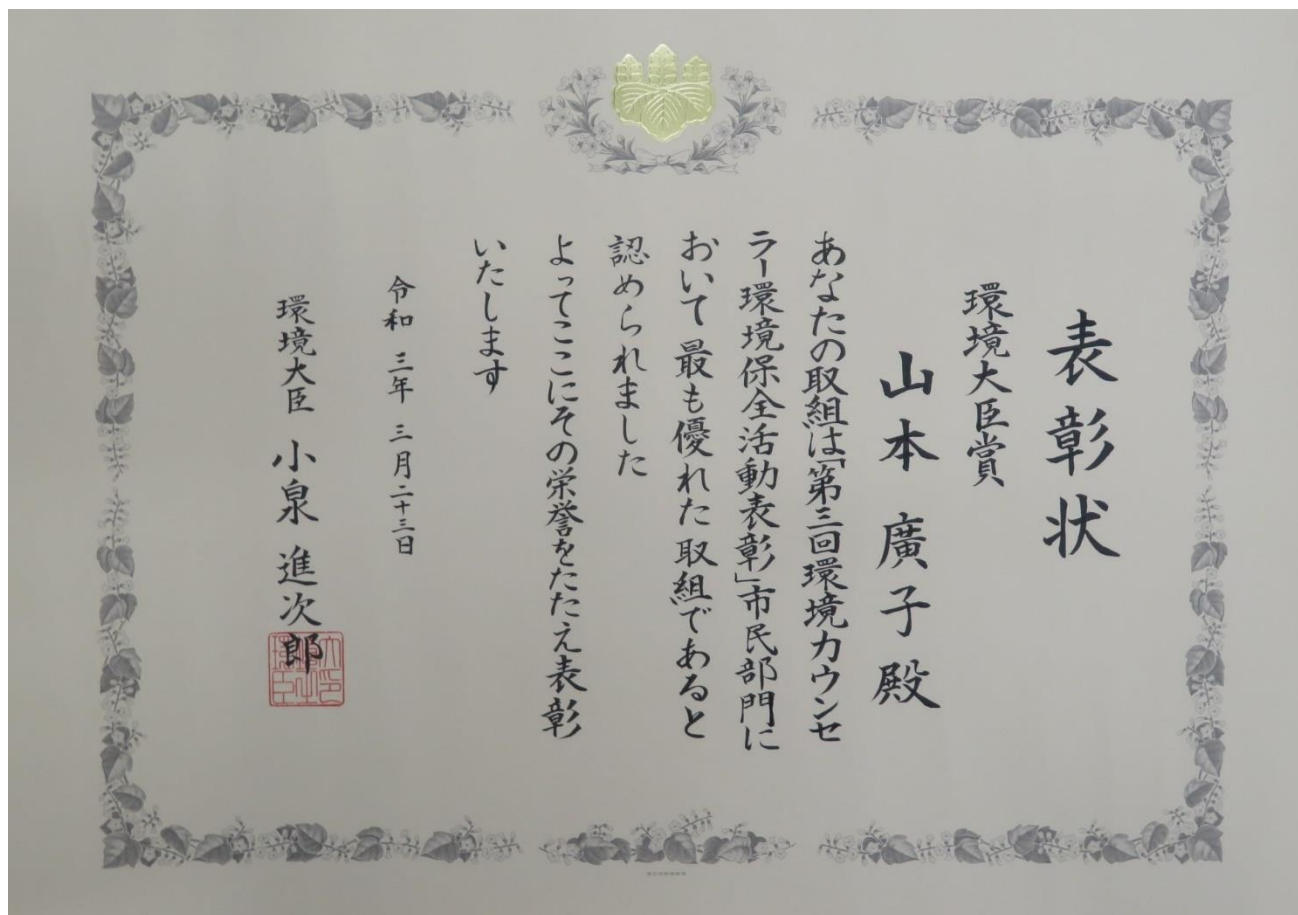 表彰状
環境大臣賞
山本 廣子 殿
あなたの取組は「第三回環境カウンセ
ラー環境保全活動表彰」市民部門に
おいて最も優れた取組であると
認められました
よってここにその栄誉をたたえ表彰
いたします
令和 三年 三月二十三日
環境大臣 小泉 進次郎